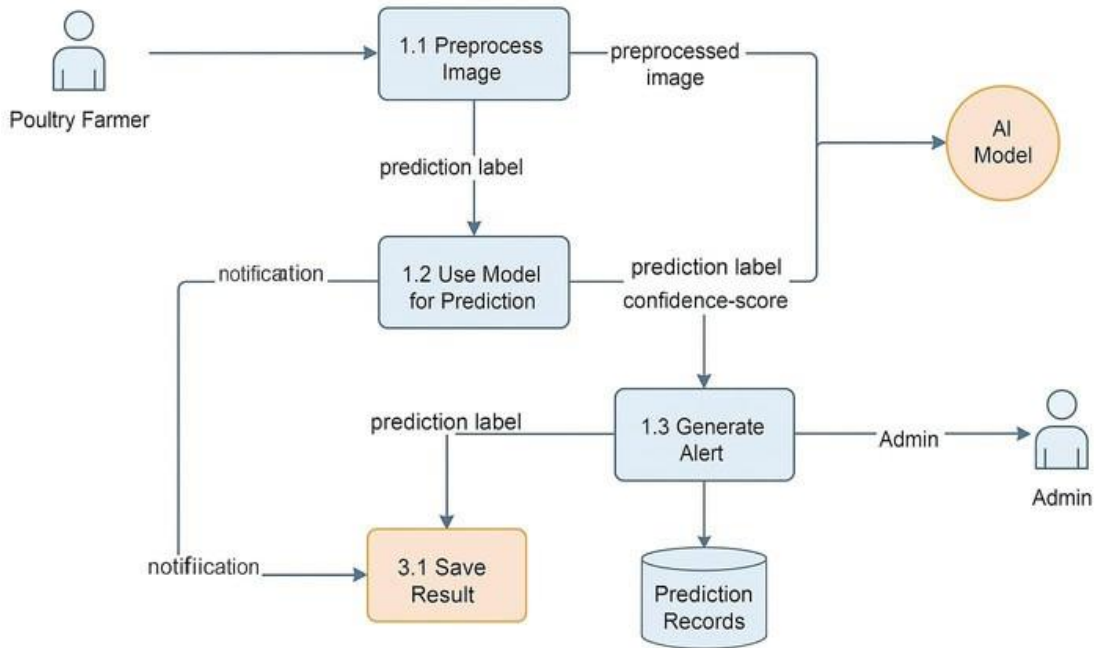 1.1 Preprocess
Image
preprocessed
image
Poultry Farmer
AI
Model
prediction label
notification
1.2 Use Model
for Prediction
prediction label
confidence-score
prediction label
1.3 Generate
Alert
Admin
Admin
notifiication
3.1 Save
Result
Prediction
Records